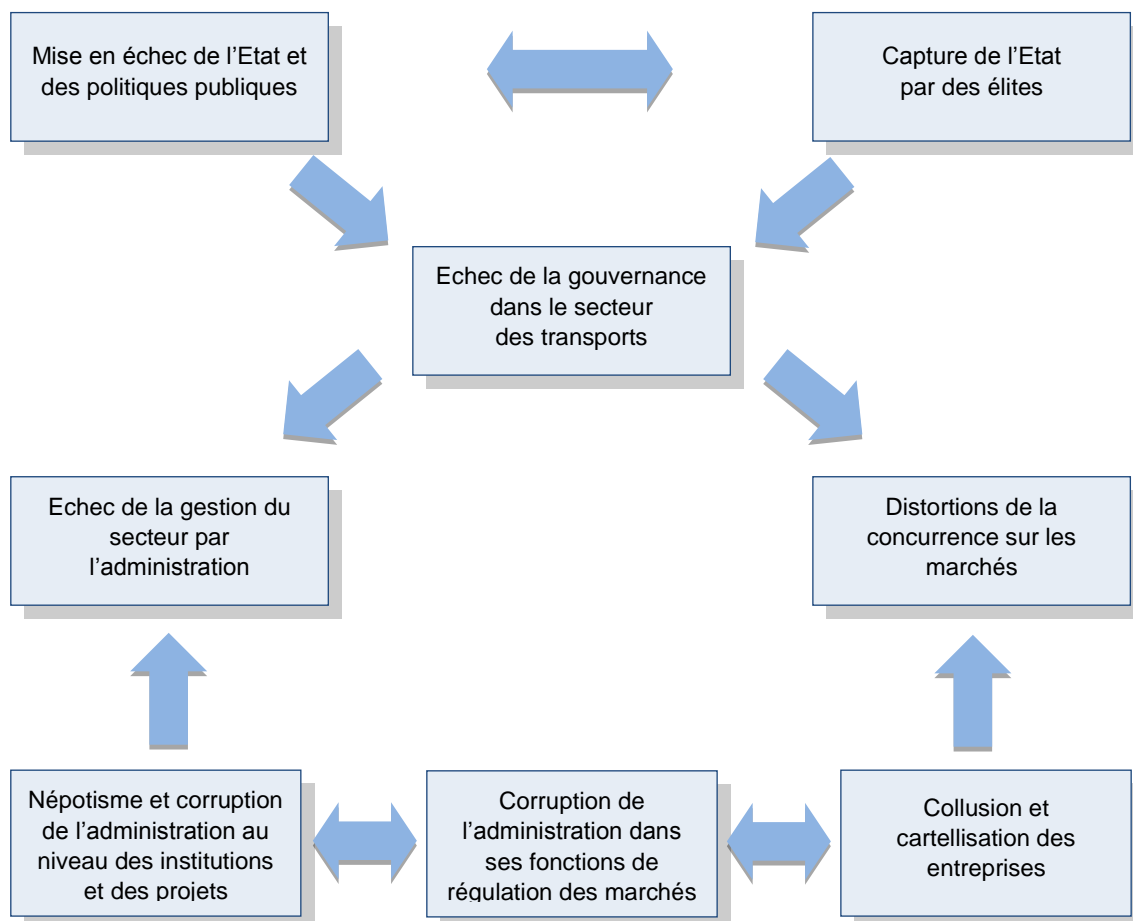 Mise en échec de l’Etat et
des politiques publiques
Capture de l’Etat
par des élites
Echec de la gouvernance
dans le secteur
des transports
Echec de la gestion du
secteur par
l’administration
Distortions de la
concurrence sur les
marchés
Népotisme et corruption
de l’administration au
niveau des institutions
et des projets
Corruption de
l’administration dans
ses fonctions de
régulation des marchés
Collusion et
cartellisation des
entreprises